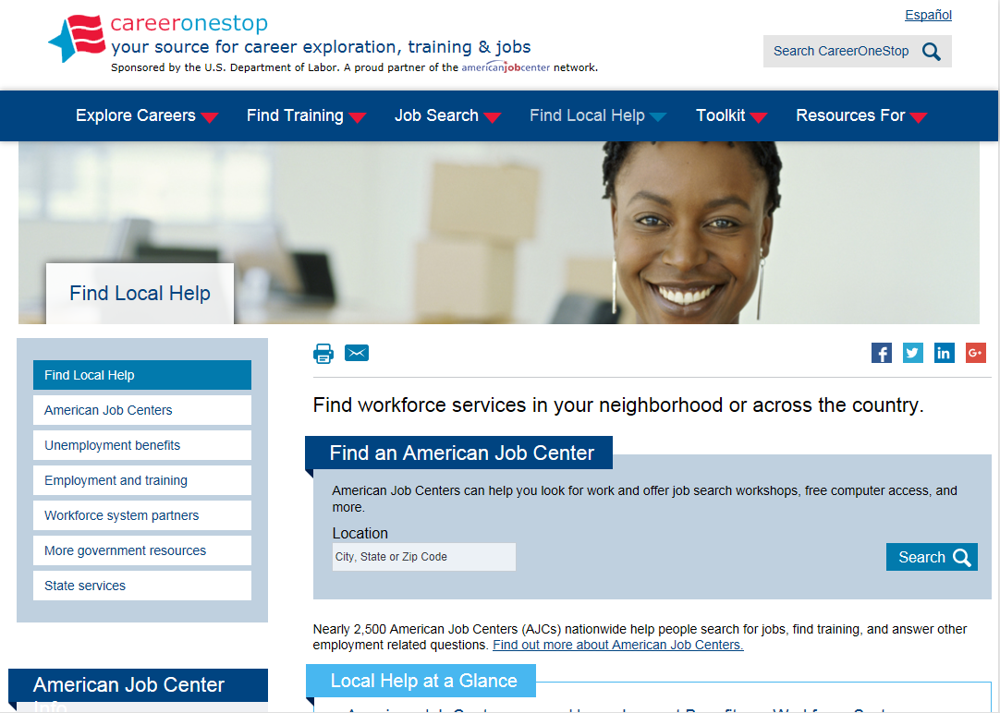 Español
careeronestop
your source for career exploration, training & jobs
Sponsored by the U.S. Department of Labor. A proud partner of the americanjobcenter network.
Search CareerOneStop
Explore Careers Find Training Job Search Find Local Help Toolkit Resources For
Find Local Help
Find Local Help
American Job Centers
Unemployment benefits
Employment and training
Workforce system partners
More government resources
State services
American Job Center
Info
f in G+
Find workforce services in your neighborhood or across the country.
Find an American Job Center
American Job Centers can help you look for work and offer job search workshops, free computer access, and
more.
Location
City, State or Zip Code
Search
Nearly 2,500 American Job Centers (AJCs) nationwide help people search for jobs, find training, and answer other
employment related questions. Find out more about American Job Centers.
Local Help at a Glance